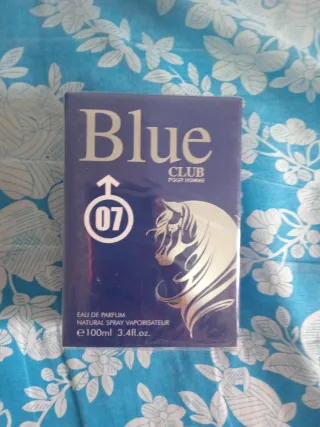 Blue
CLUB
POUR HOMME
07
EAU DE PARFUM
NATURAL SPRAY VAPORISATEUR
℮100ml 3.4fl.oz.